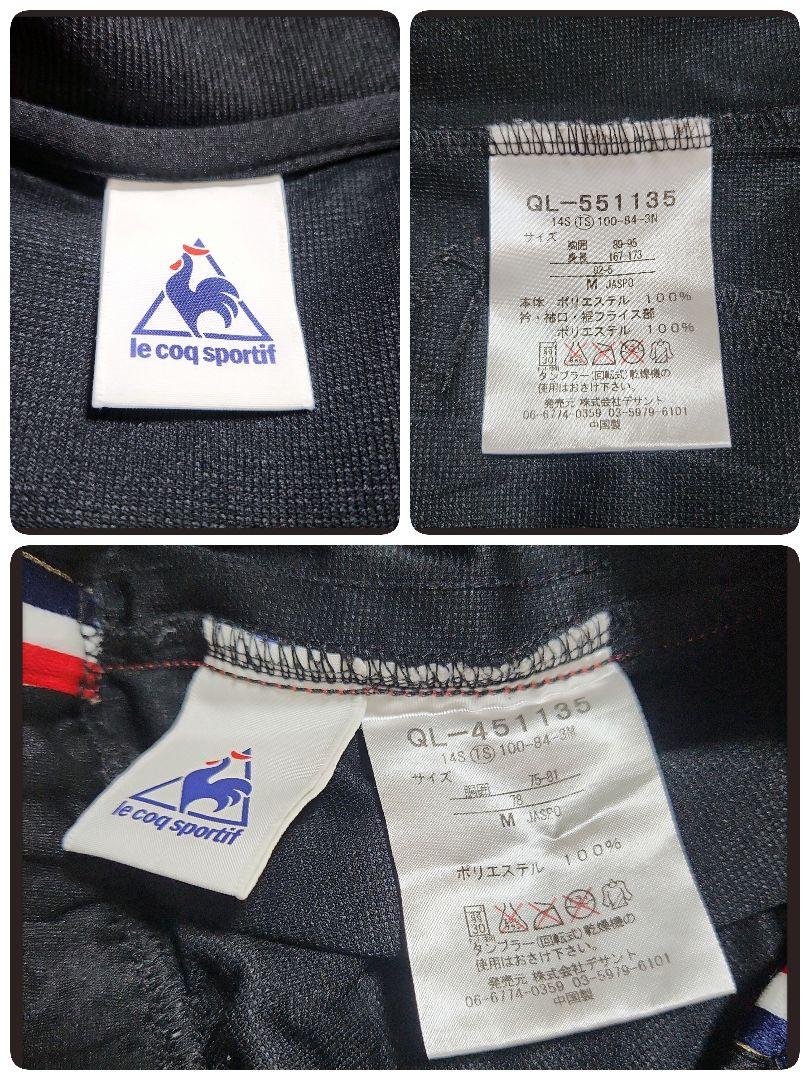 le coq sportif
QL-551135
14S(TS)100-84-3N
サイズ
胸囲 89-95
身長 167-173
92-6
M JASPO
本体 ポリエステル 100%
衿・袖口・裾フライス部
ポリエステル 100%
タンブラー(回転式)乾燥機の
使用はおさけ下さい。
発売元 株式会社デサント
06-6774-0359 03-5979-6101
中国製
le coq sportif
QL-451135
14S(TS)100-84-3N
サイズ
胴囲 75-81
78
M JASPO
ポリエステル 100%
タンブラー(回転式)乾燥機の
使用はおさけ下さい。
発売元 株式会社デサント
06-6774-0359 03-5979-6101
中国製